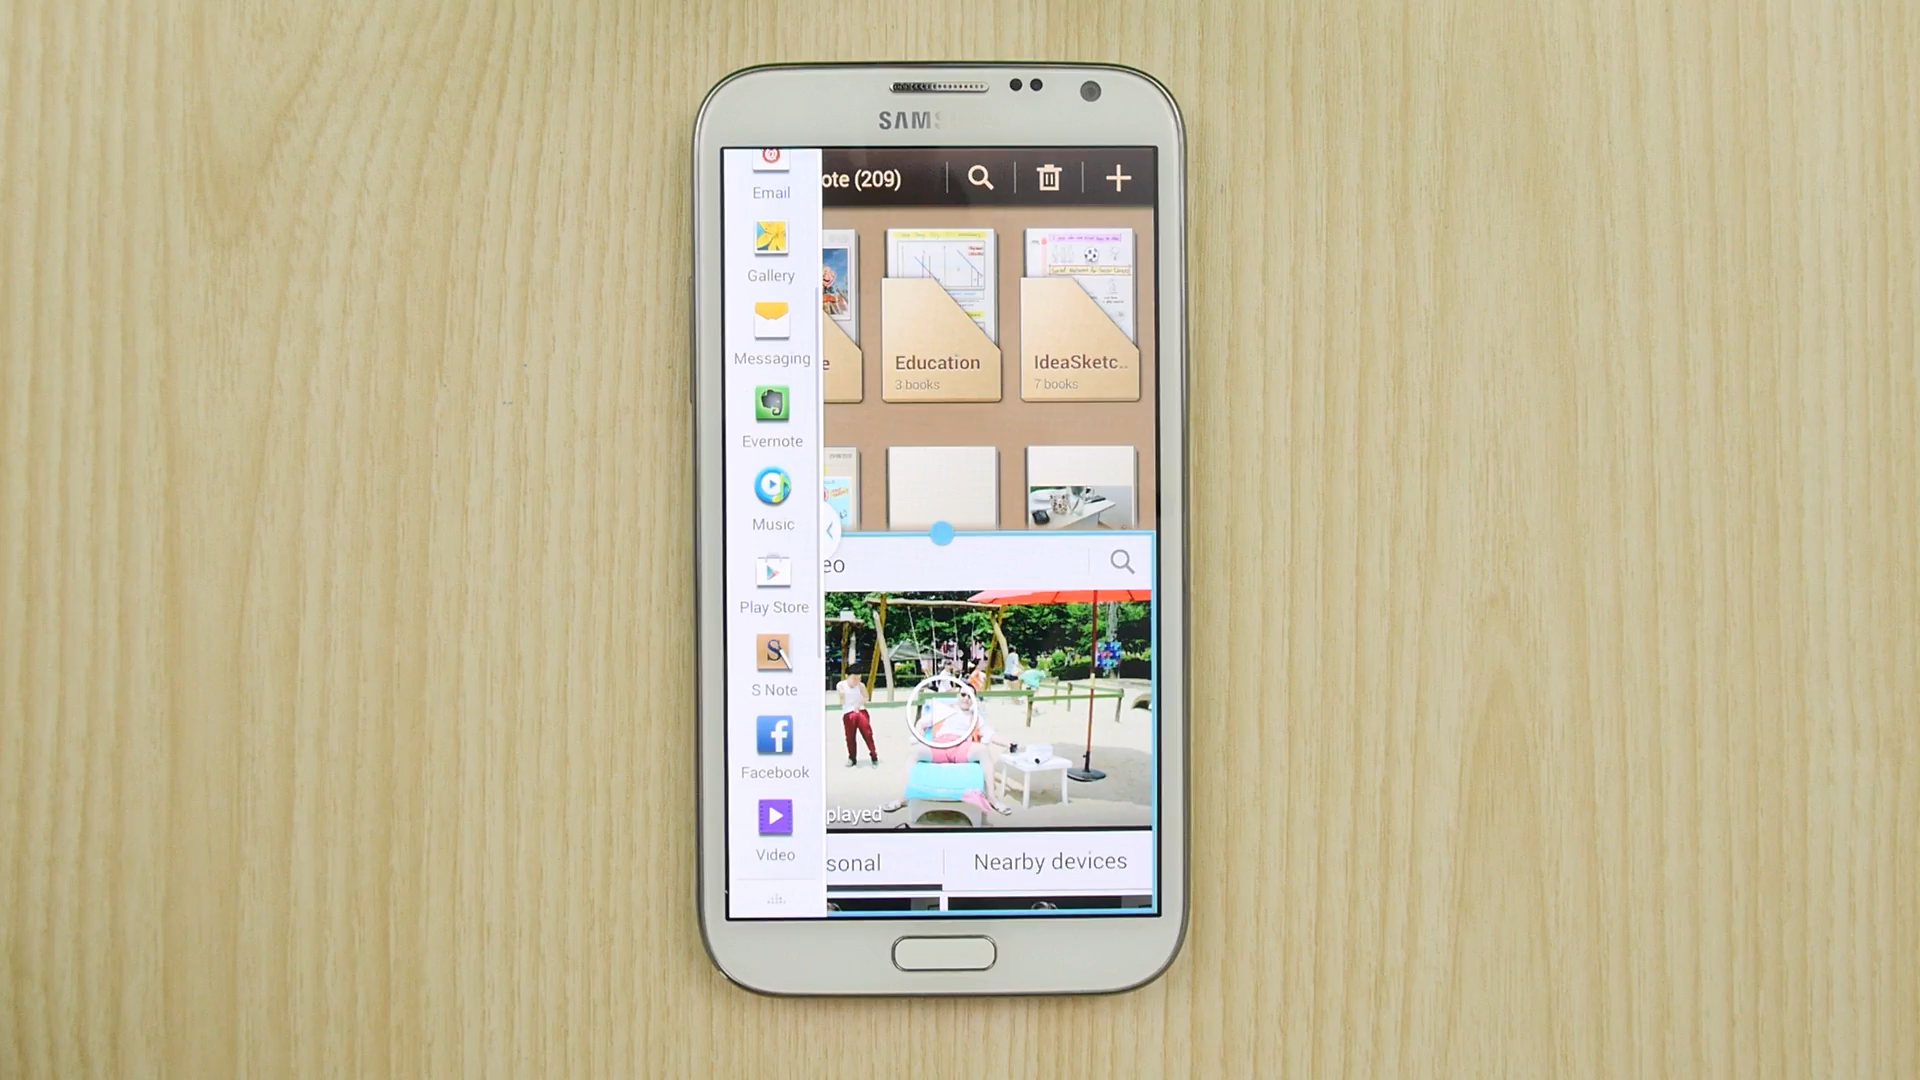 SAMS
Email
Gallery
Messaging
Evernote
Music
Play Store
S Note
Facebook
Video
ote (209)
e
Education
3 books
IdeaSketc...
7 books
eo
played
sonal
Nearby devices